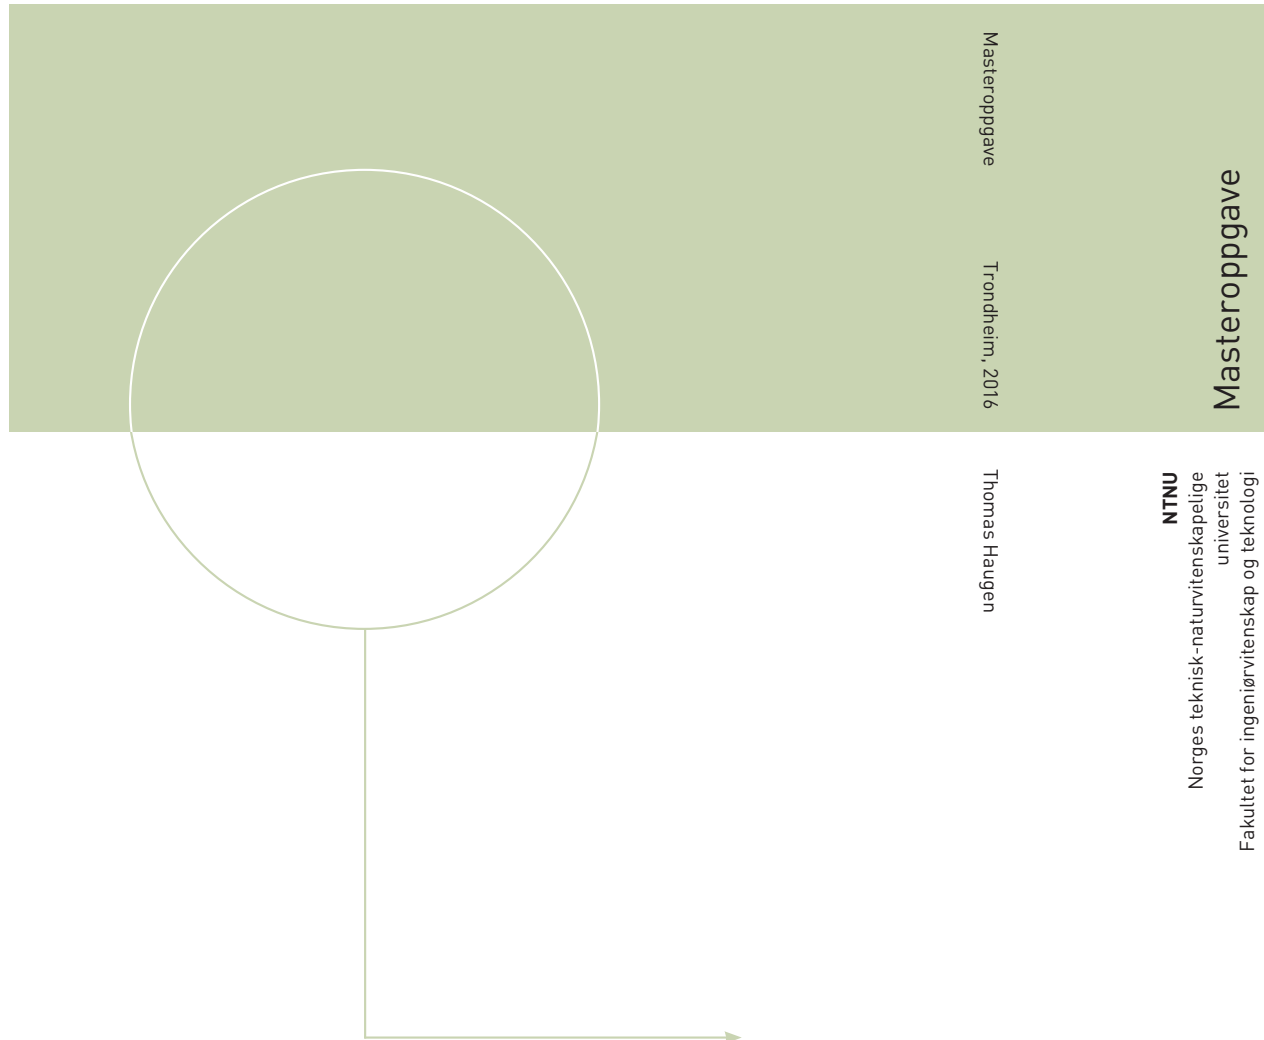 Masteroppgave
Trondheim, 2016
Thomas Haugen
Masteroppgave
NTNU
Norges teknisk-naturvitenskapelige
universitet
Fakultet for ingeniørvitenskap og teknologi